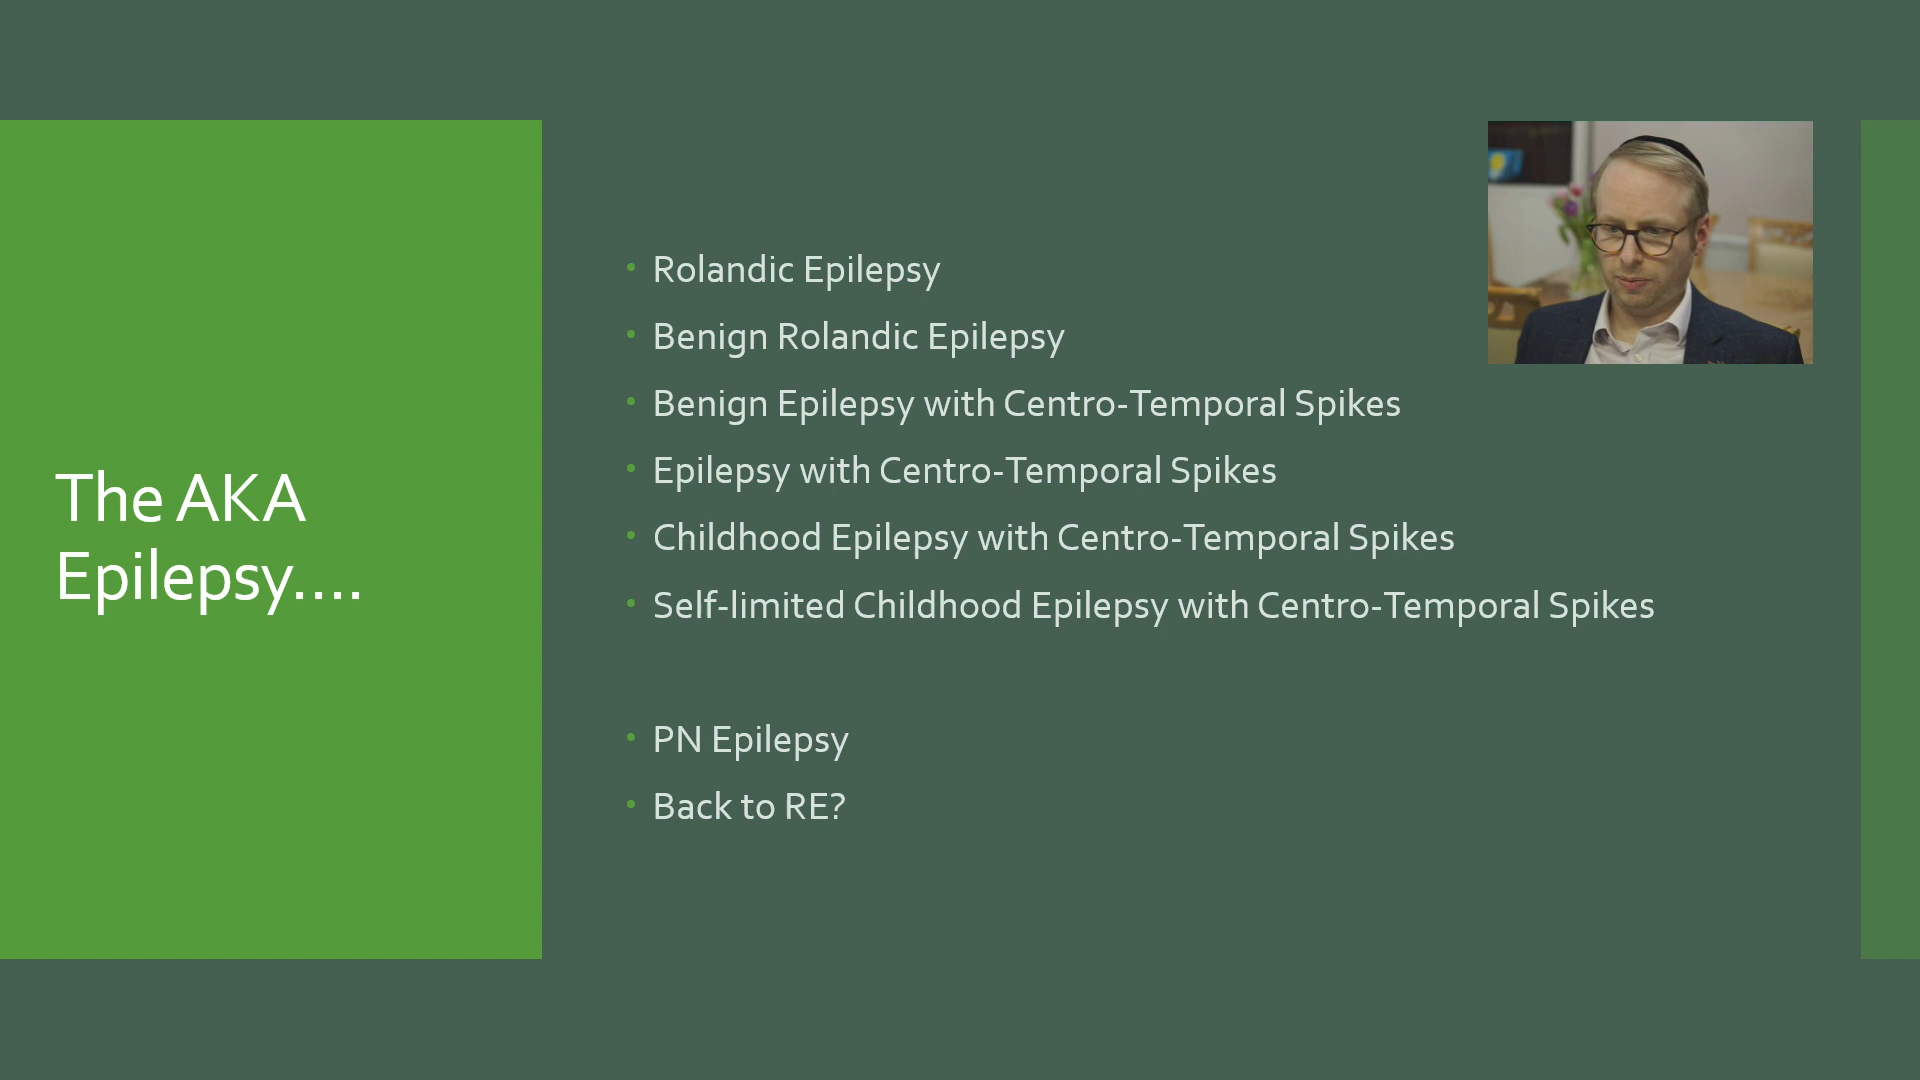 The AKA
Epilepsy....
Rolandic Epilepsy
Benign Rolandic Epilepsy
Benign Epilepsy with Centro-Temporal Spikes
Epilepsy with Centro-Temporal Spikes
Childhood Epilepsy with Centro-Temporal Spikes
Self-limited Childhood Epilepsy with Centro-Temporal Spikes
PN Epilepsy
Back to RE?